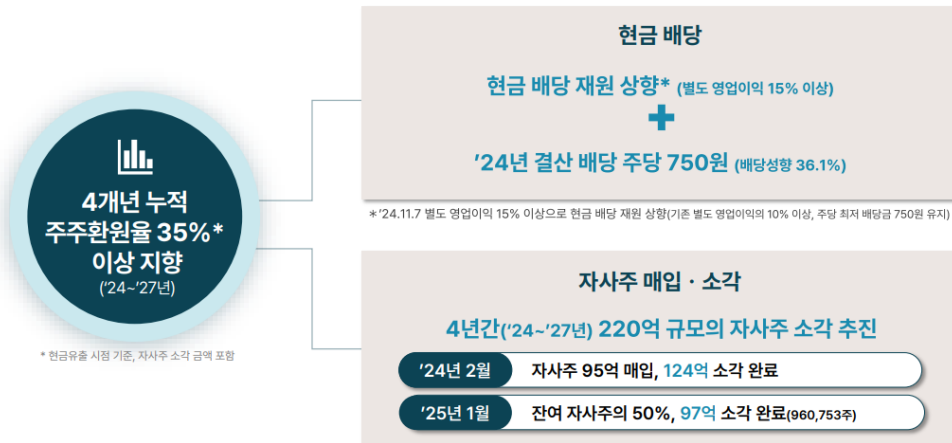 현금 배당
현금 배당 재원 상향* (별도 영업이익 15% 이상)
+
’24년 결산 배당 주당 750원 (배당성향 36.1%)
*’24.11.7 별도 영업이익 15% 이상으로 현금 배당 재원 상향(기존 별도 영업이익의 10% 이상, 주당 최저 배당금 750원 유지)
4개년 누적
주주환원율 35%*
이상 지향
(’24~’27년)
* 현금유출 시점 기준, 자사주 소각 금액 포함
자사주 매입 · 소각
4년간(’24~’27년) 220억 규모의 자사주 소각 추진
’24년 2월 자사주 95억 매입, 124억 소각 완료
’25년 1월 잔여 자사주의 50%, 97억 소각 완료(960,753주)